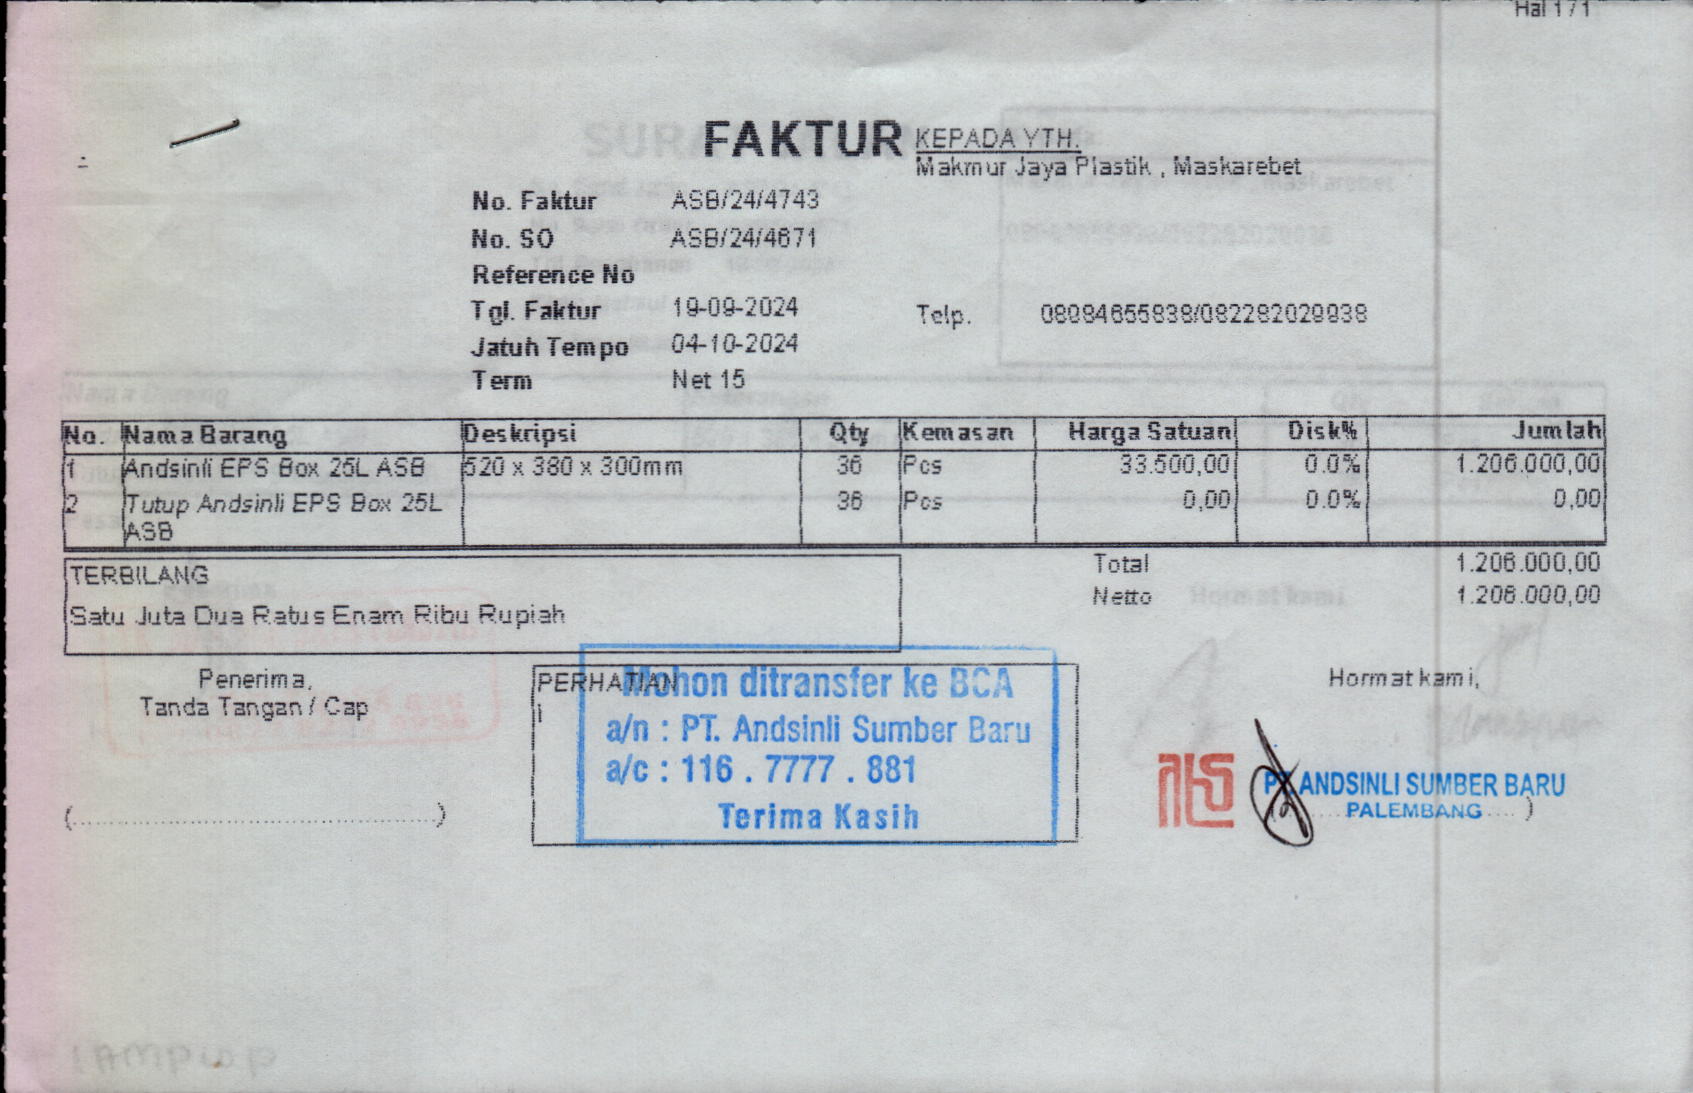 Hal 1 / 1
FAKTUR
KEPADA YTH.
Makmur Jaya Plastik , Maskarebet
No. Faktur ASB/24/4743
No. SO ASB/24/4671
Reference No
Tgl. Faktur 19-09-2024
Telp.
Jatuh Tempo 04-10-2024
Term Net 15
No. Nama Barang Deskripsi Qty Kemasan Harga Satuan Disk% Jumlah
1 Andsinli EPS Box 25L ASB 520 x 380 x 300mm 36 Pcs 33.500,00 0.0% 1.206.000,00
2 Tutup Andsinli EPS Box 25L 36 Pcs 0,00 0.0% 0,00
ASB
TERBILANG
Satu Juta Dua Ratus Enam Ribu Rupiah
Total 1.206.000,00
Netto 1.206.000,00
Penerima,
Tanda Tangan / Cap
(........................................)
PERHATIAN
i
Mohon ditransfer ke BCA
a/n : PT. Andsinli Sumber Baru
a/c : 116 . 7777 . 881
Terima Kasih
Hormat kami,
PT. ANDSINLI SUMBER BARU
PALEMBANG